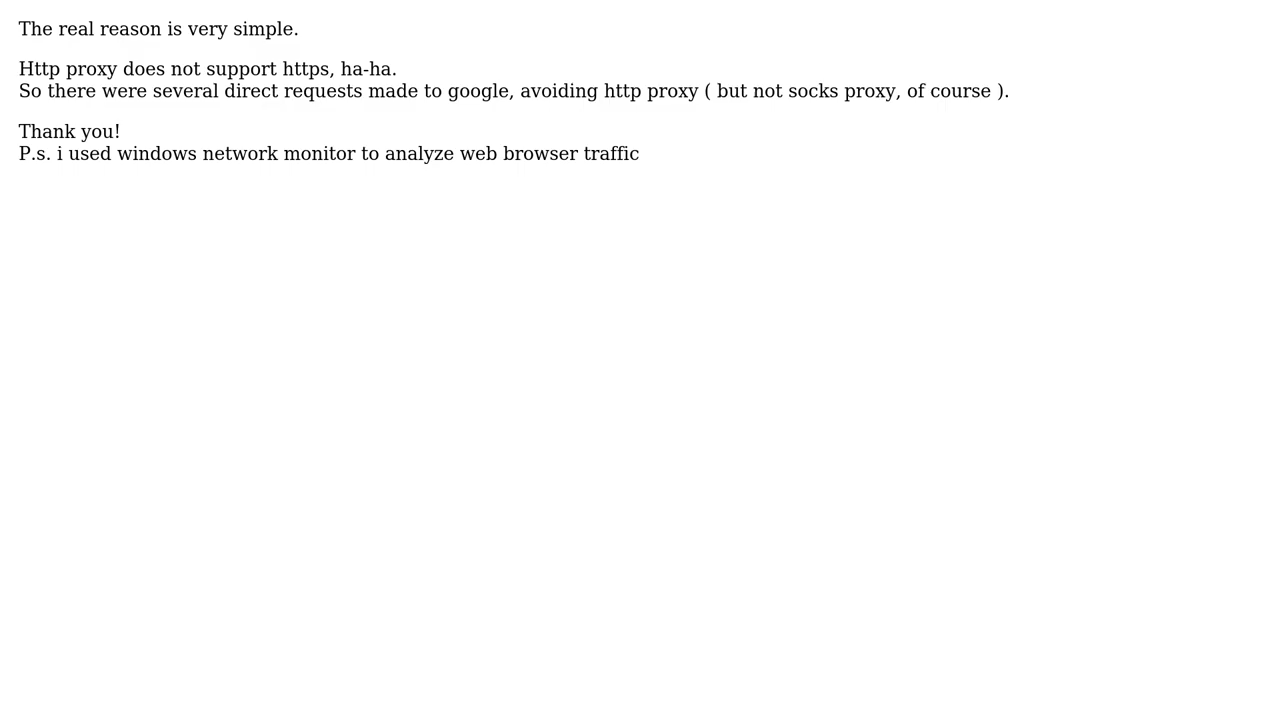 The real reason is very simple.
Http proxy does not support https, ha-ha.
So there were several direct requests made to google, avoiding http proxy ( but not socks proxy, of course ).
Thank you!
P.s. i used windows network monitor to analyze web browser traffic